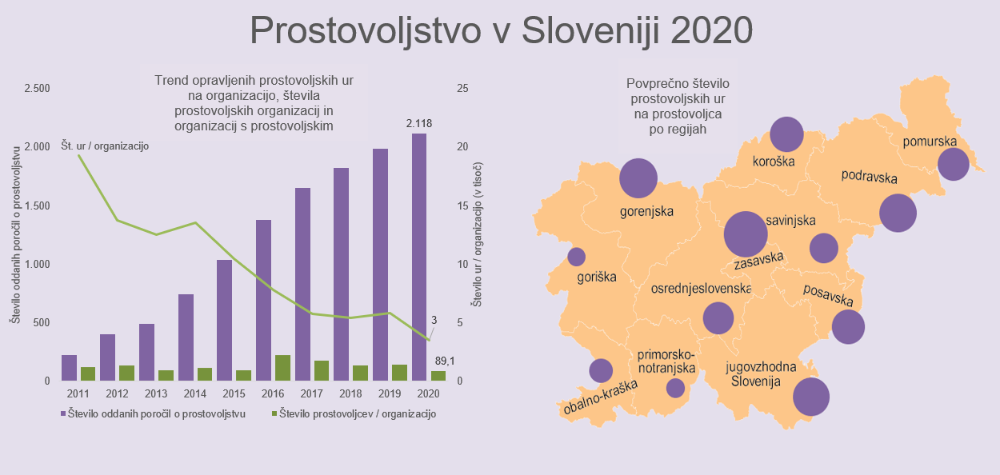 Prostovoljstvo v Sloveniji 2020
Trend opravljenih prostovoljskih ur
na organizacijo, števila
prostovoljskih organizacij in
organizacij s prostovoljskim
2.500
2.000
1.500
1.000
500
0
Število oddanih poročil o prostovoljstvu
Št. ur / organizacijo
2.118
3
89,1
25
20
15
10
5
0
Število ur / organizacijo (v tisoč)
2011 2012 2013 2014 2015 2016 2017 2018 2019 2020
Število oddanih poročil o prostovoljstvu
Število prostovoljcev / organizacijo
Povprečno število
prostovoljskih ur
na prostovoljca
po regijah
pomurska
koroška
podravska
gorenjska
savinjska
zasavska
goriška
osrednjeslovenska
posavska
primorsko-
notranjska
jugovzhodna
Slovenija
obalno-kraška